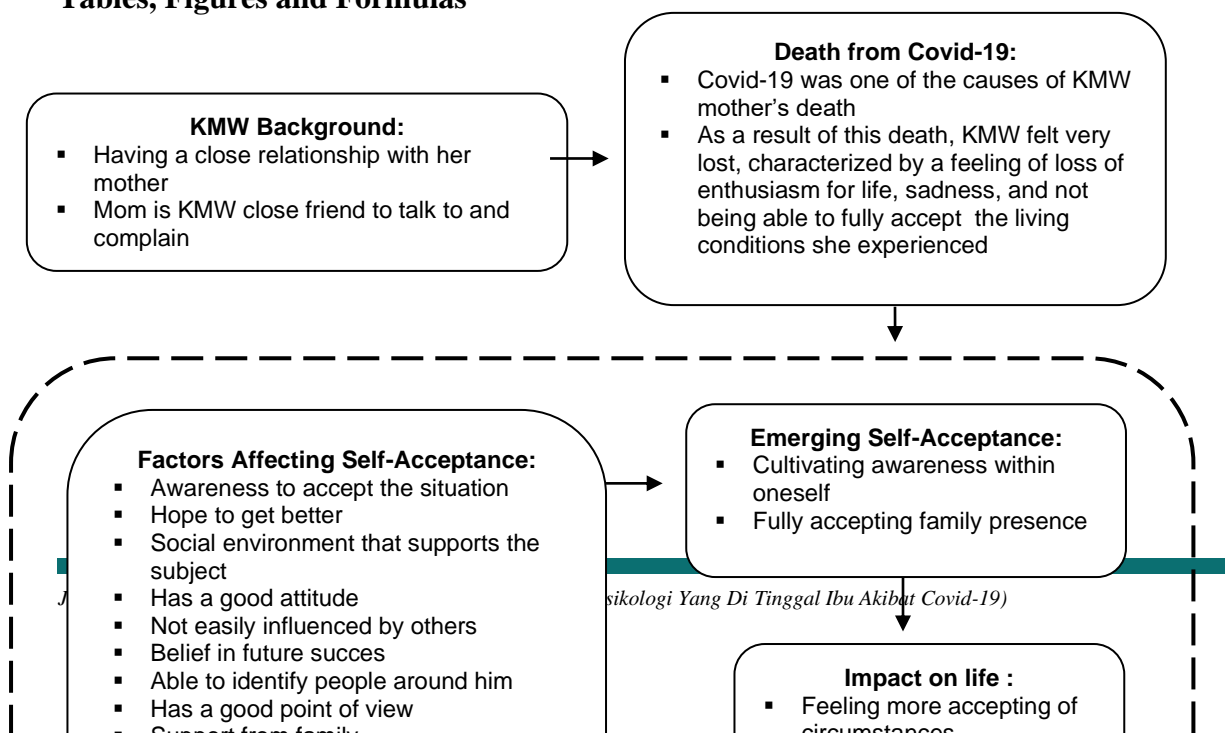 Tables, Figures and Formulas
KMW Background:
▪ Having a close relationship with her
mother
▪ Mom is KMW close friend to talk to and
complain
Death from Covid-19:
▪ Covid-19 was one of the causes of KMW
mother's death
▪ As a result of this death, KMW felt very
lost, characterized by a feeling of loss of
enthusiasm for life, sadness, and not
being able to fully accept the living
conditions she experienced
Factors Affecting Self-Acceptance:
▪ Awareness to accept the situation
▪ Hope to get better
▪ Social environment that supports the
subject
▪ Has a good attitude
▪ Not easily influenced by others
▪ Belief in future succes
▪ Able to identify people around him
▪ Has a good point of view
▪ Support from family
Emerging Self-Acceptance:
▪ Cultivating awareness within
oneself
▪ Fully accepting family presence
J
sikologi Yang Di Tinggal Ibu Akibat Covid-19)
Impact on life :
▪ Feeling more accepting of
circumstances